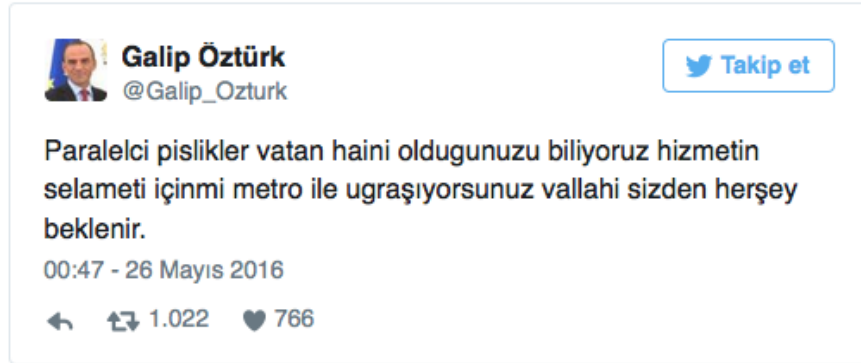 Galip Öztürk
@Galip_Ozturk
Takip et
Paralelci pislikler vatan haini oldugunuzu biliyoruz hizmetin
selameti içinmi metro ile ugraşıyorsunuz vallahi sizden herşey
beklenir.
00:47 - 26 Mayıs 2016
1.022 766